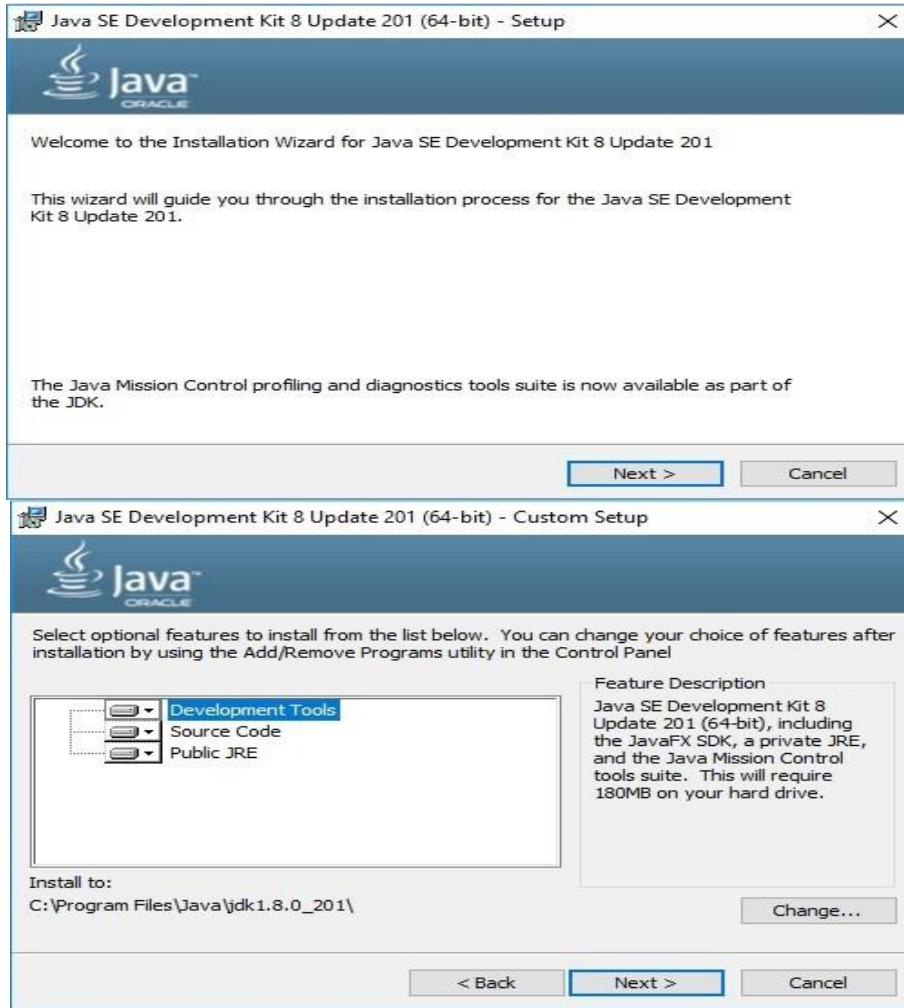 Java SE Development Kit 8 Update 201 (64-bit) - Setup
Java™
ORACLE
Welcome to the Installation Wizard for Java SE Development Kit 8 Update 201
This wizard will guide you through the installation process for the Java SE Development
Kit 8 Update 201.
The Java Mission Control profiling and diagnostics tools suite is now available as part of
the JDK.
Next >
Cancel
Java SE Development Kit 8 Update 201 (64-bit) - Custom Setup
Java™
ORACLE
Select optional features to install from the list below.  You can change your choice of features after
installation by using the Add/Remove Programs utility in the Control Panel
Development Tools
Source Code
Public JRE
Feature Description
Java SE Development Kit 8
Update 201 (64-bit), including
the JavaFX SDK, a private JRE,
and the Java Mission Control
tools suite.  This will require
180MB on your hard drive.
Install to:
C:\Program Files\Java\jdk1.8.0_201\
Change...
< Back
Next >
Cancel